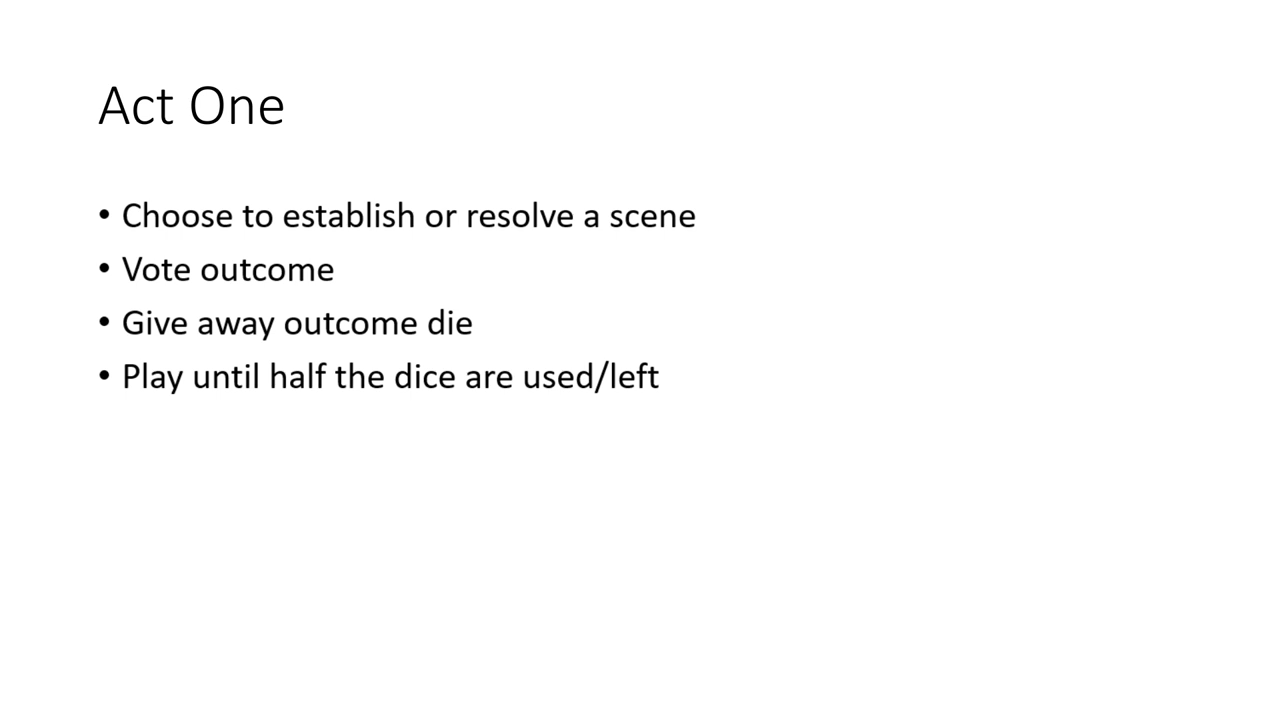 Act One
• Choose to establish or resolve a scene
• Vote outcome
• Give away outcome die
• Play until half the dice are used/left